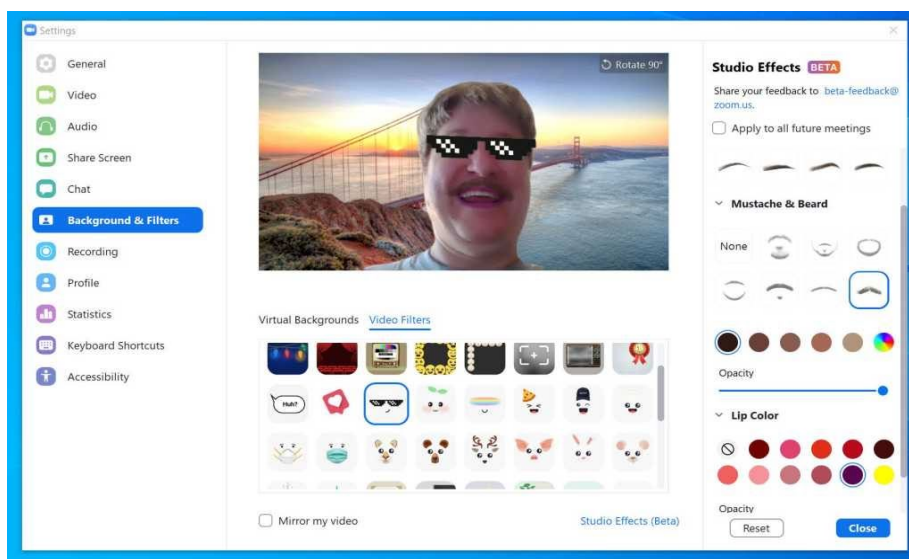 Settings
General
Video
Audio
Share Screen
Chat
Background & Filters
Recording
Profile
Statistics
Keyboard Shortcuts
Accessibility
Rotate 90°
Virtual Backgrounds Video Filters
Huh?
Mirror my video
Studio Effects (Beta)
Studio Effects BETA
Share your feedback to beta-feedback@
zoom.us.
Apply to all future meetings
Mustache & Beard
None
Opacity
Lip Color
Opacity
Reset Close